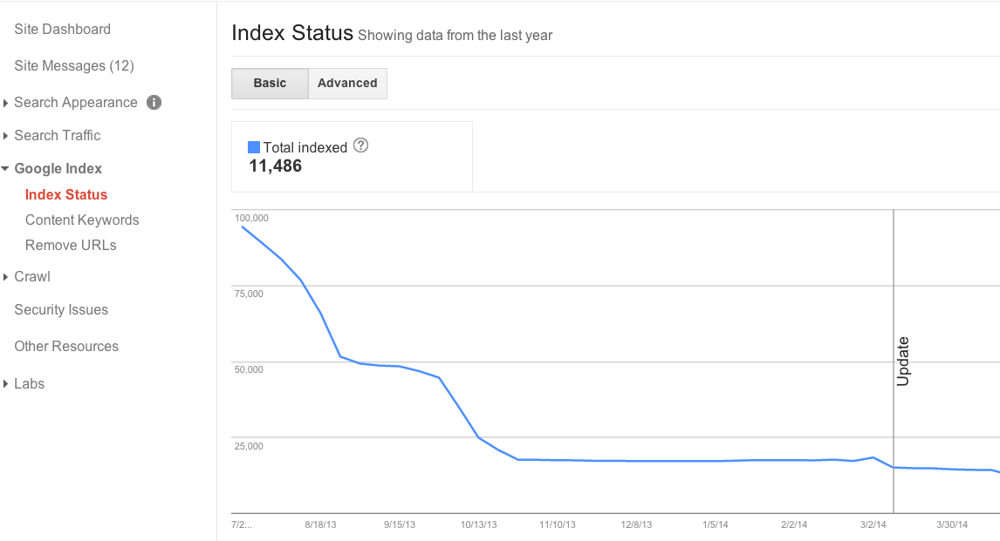 Site Dashboard
Site Messages (12)
Search Appearance
Search Traffic
Google Index
Index Status
Content Keywords
Remove URLs
Crawl
Security Issues
Other Resources
Labs
Index Status Showing data from the last year
Basic Advanced
Total indexed
11,486
100,000
75,000
50,000
25,000
Update
7/2... 8/18/13 9/15/13 10/13/13 11/10/13 12/8/13 1/5/14 2/2/14 3/2/14 3/30/14